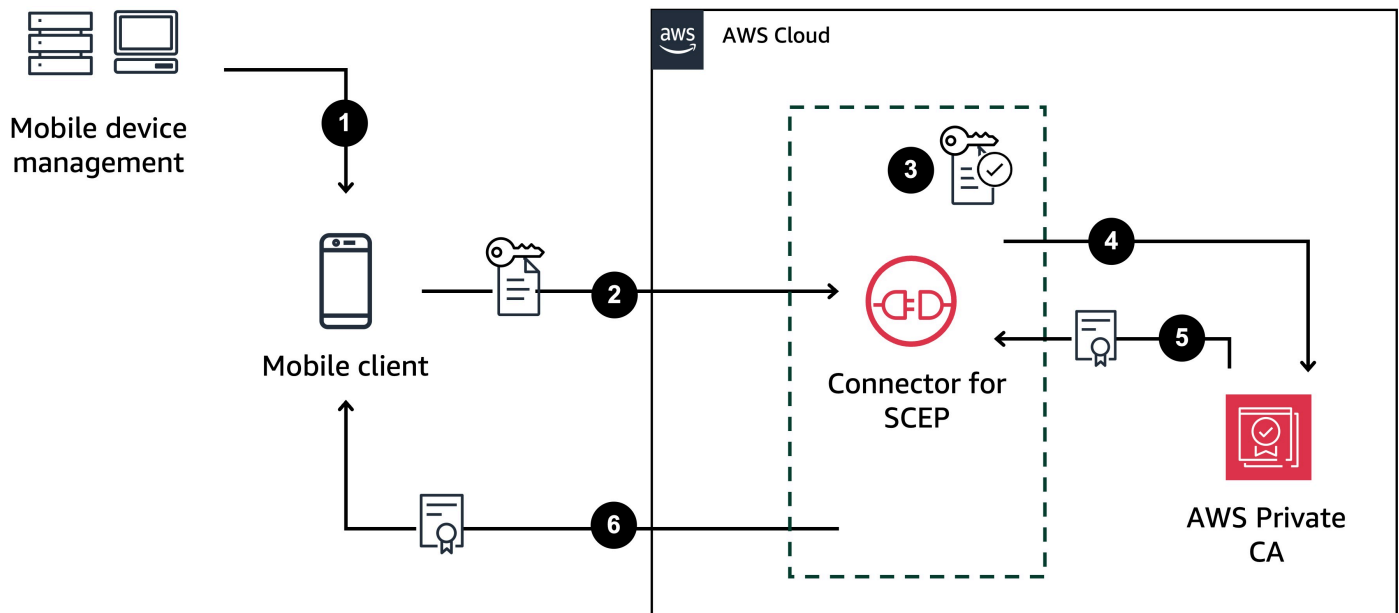 aws
AWS Cloud
Mobile device
management
1
3
4
2
5
Mobile client
Connector for
SCEP
6
AWS Private
CA